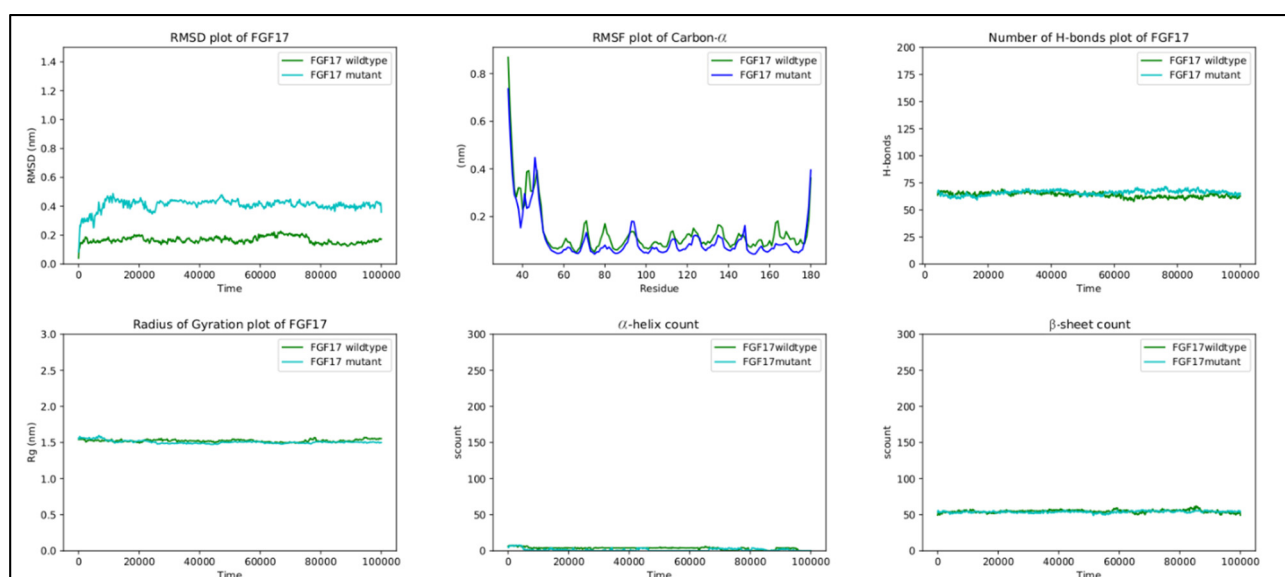 RMSD plot of FGF17
RMSD (nm)
1.4
1.2
1.0
0.8
0.6
0.4
0.2
0.0
FGF17 wildtype
FGF17 mutant
0 20000 40000 60000 80000 100000
Time
RMSF plot of Carbon-α
(nm)
0.8
0.6
0.4
0.2
FGF17 wildtype
FGF17 mutant
40 60 80 100 120 140 160 180
Residue
Number of H-bonds plot of FGF17
H-bonds
200
175
150
125
100
75
50
25
0
FGF17 wildtype
FGF17 mutant
0 20000 40000 60000 80000 100000
Time
Radius of Gyration plot of FGF17
Rg (nm)
3.0
2.5
2.0
1.5
1.0
0.5
0.0
FGF17 wildtype
FGF17 mutant
0 20000 40000 60000 80000 100000
Time
α-helix count
scount
300
250
200
150
100
50
0
FGF17wildtype
FGF17mutant
0 20000 40000 60000 80000 100000
Time
β-sheet count
scount
300
250
200
150
100
50
0
FGF17wildtype
FGF17mutant
0 20000 40000 60000 80000 100000
Time